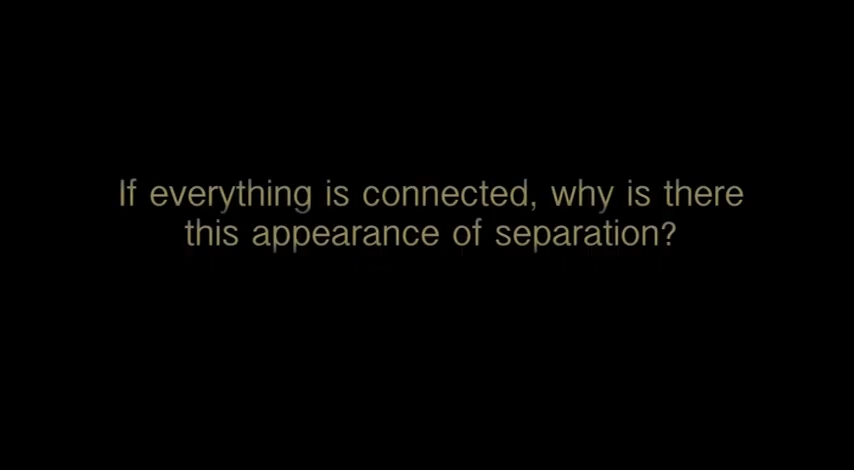 If everything is connected, why is there
this appearance of separation?